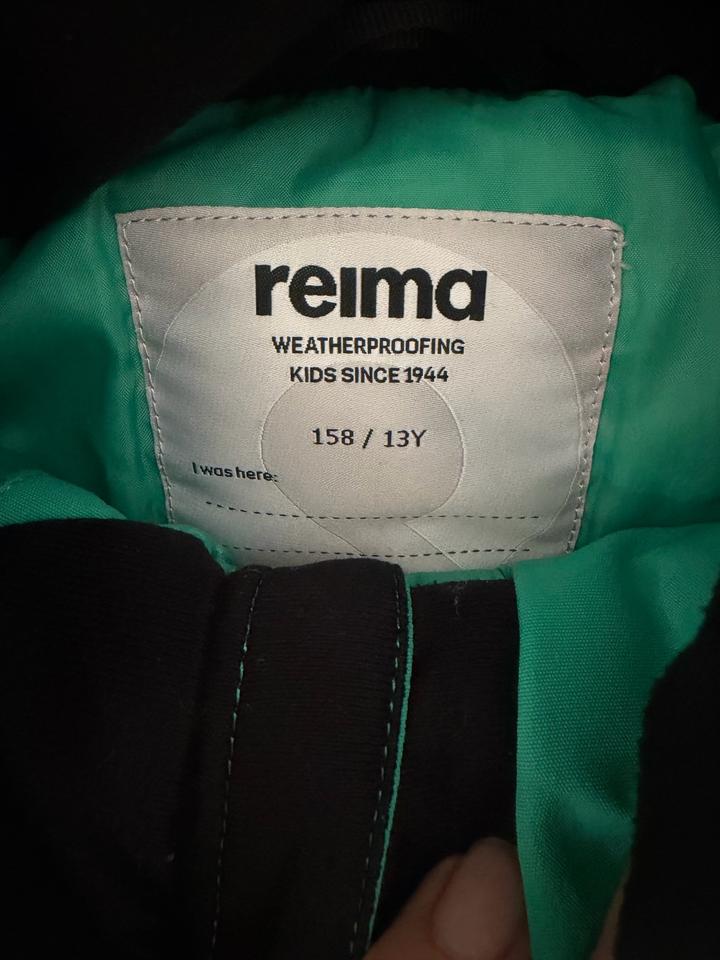 reima
WEATHERPROOFING
KIDS SINCE 1944
158 / 13Y
I was here: